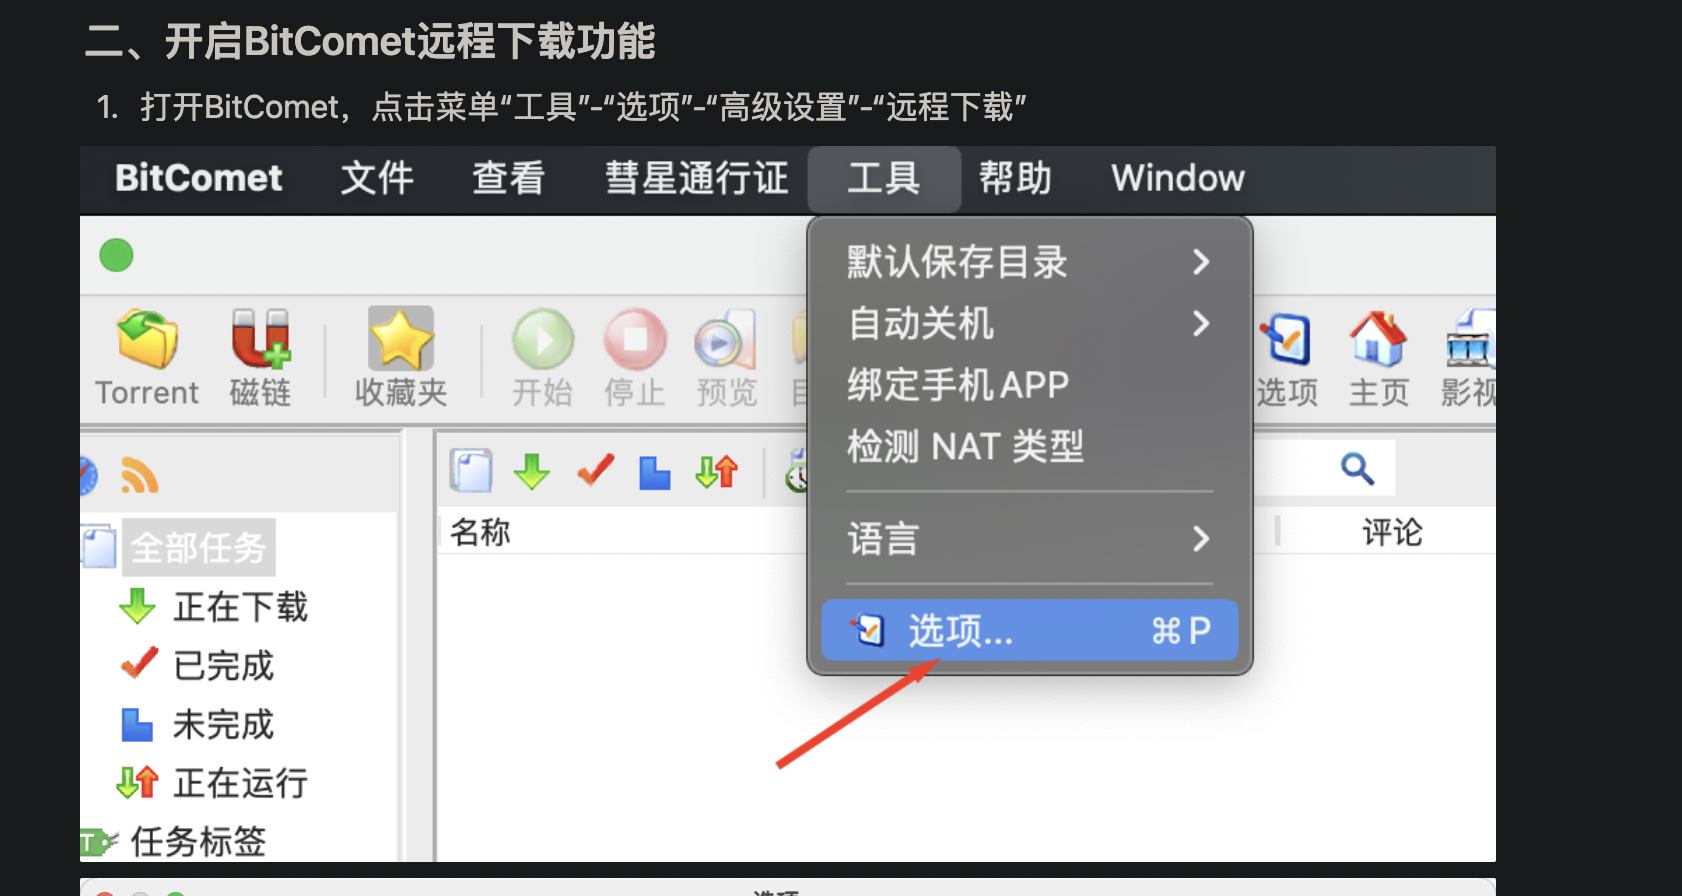 二、开启BitComet远程下载功能
1. 打开BitComet，点击菜单“工具”-“选项”-“高级设置”-“远程下载”
BitComet 文件 查看 彗星通行证 工具 帮助 Window
默认保存目录
自动关机
绑定手机APP
检测 NAT 类型
语言
选项... ⌘P
Torrent 磁链 收藏夹 开始 停止 预览 选项 主页 影视
名称 评论
全部任务
正在下载
已完成
未完成
正在运行
任务标签
选项